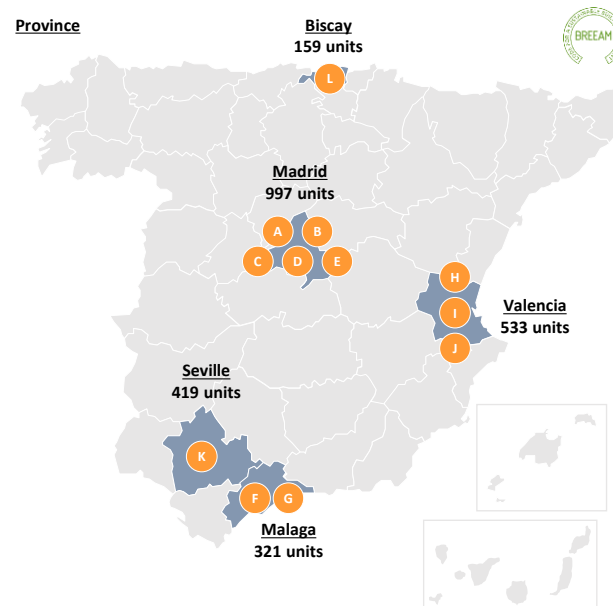 Province
Biscay
159 units
BREEAM
L
Madrid
997 units
A
B
C
D
E
H
I
J
Valencia
533 units
Seville
419 units
K
F
G
Malaga
321 units